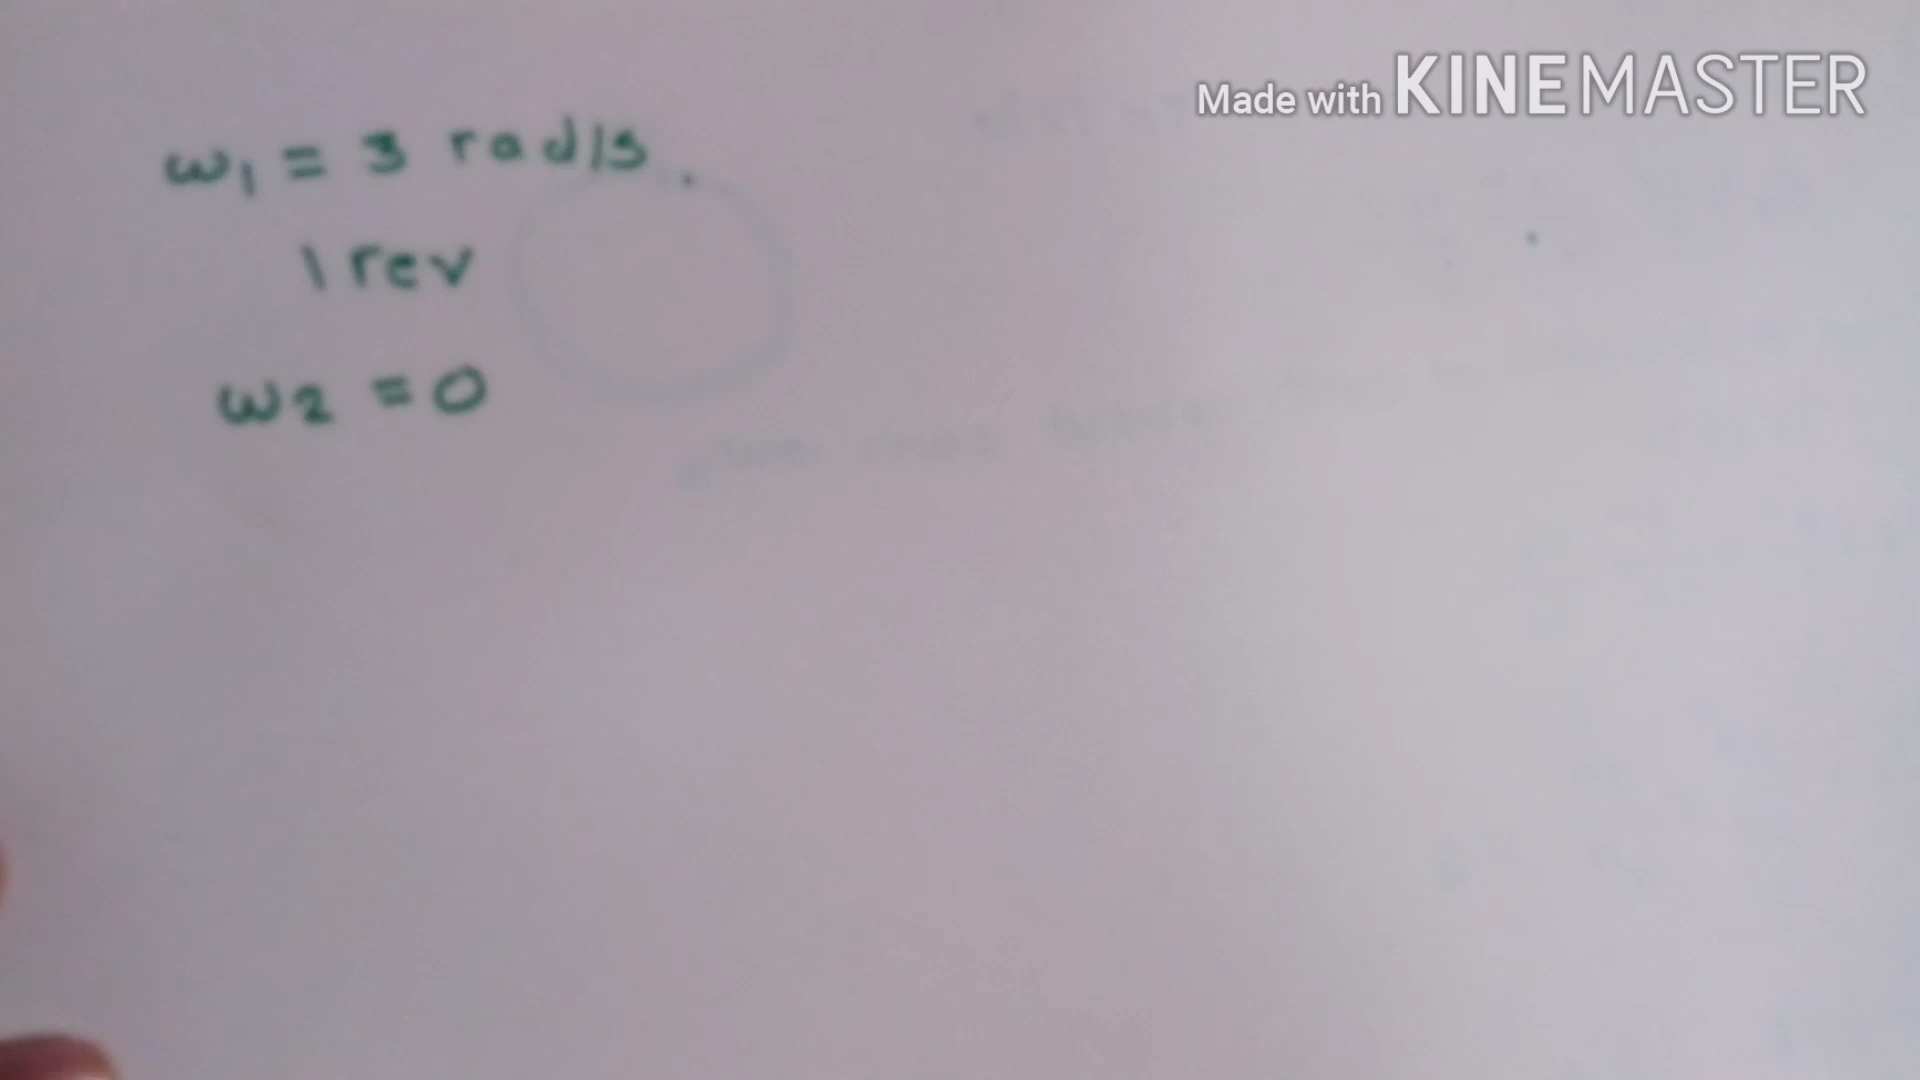 Made with KINEMASTER
ω₁ = 3 rad/s.
1 rev
ω2 = 0